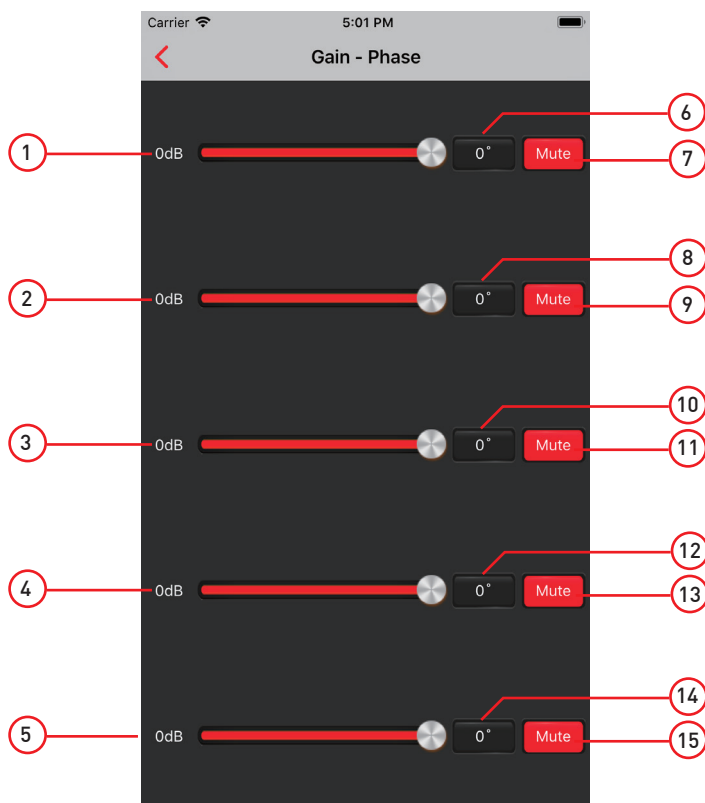 Carrier 5:01 PM
Gain - Phase
6
1 0dB 0° Mute 7
8
2 0dB 0° Mute 9
10
3 0dB 0° Mute 11
12
4 0dB 0° Mute 13
14
5 0dB 0° Mute 15